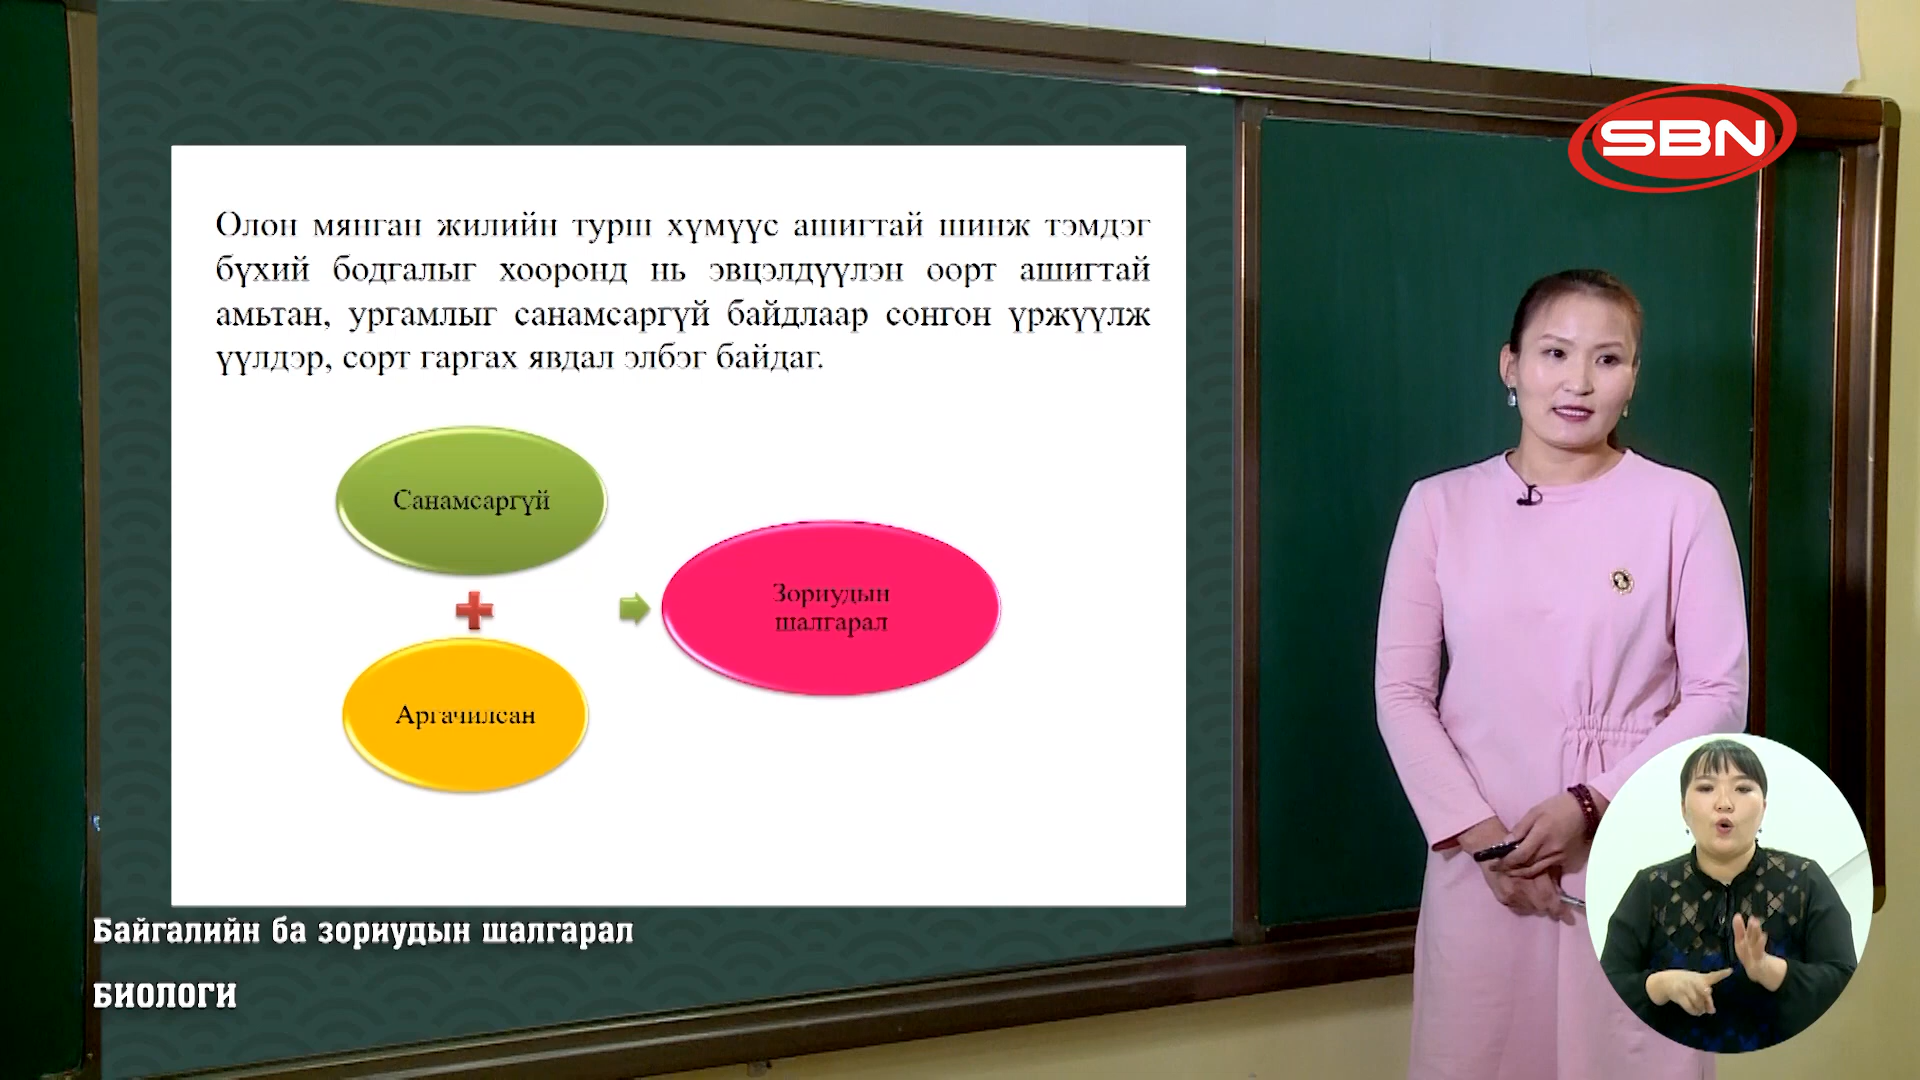 SBN
Олон мянган жилийн турш хүмүүс ашигтай шинж тэмдэг
бүхий бодгалыг хооронд нь эвцэлдүүлэн оорт ашигтай
амьтан, ургамлыг санамсаргүй байдлаар сонгон үржүүлж
үүлдэр, сорт гаргах явдал элбэг байдаг.
Санамсаргүй
Зориудын
шалгарал
Аргачилсан
Байгалийн ба зориудын шалгарал
БИОЛОГИ